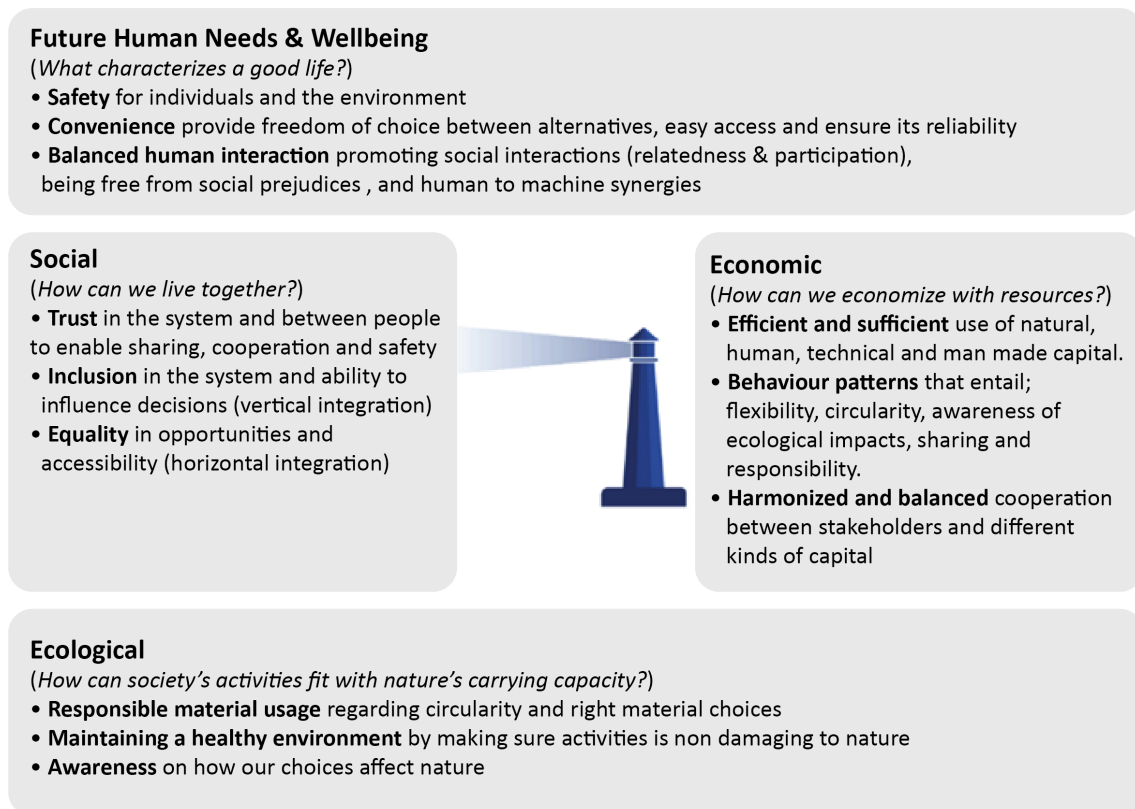 Future Human Needs & Wellbeing
(What characterizes a good life?)
• Safety for individuals and the environment
• Convenience provide freedom of choice between alternatives, easy access and ensure its reliability
• Balanced human interaction promoting social interactions (relatedness & participation),
being free from social prejudices , and human to machine synergies
Social
(How can we live together?)
• Trust in the system and between people
to enable sharing, cooperation and safety
• Inclusion in the system and ability to
influence decisions (vertical integration)
• Equality in opportunities and
accessibility (horizontal integration)
Economic
(How can we economize with resources?)
• Efficient and sufficient use of natural,
human, technical and man made capital.
• Behaviour patterns that entail;
flexibility, circularity, awareness of
ecological impacts, sharing and
responsibility.
• Harmonized and balanced cooperation
between stakeholders and different
kinds of capital
Ecological
(How can society’s activities fit with nature’s carrying capacity?)
• Responsible material usage regarding circularity and right material choices
• Maintaining a healthy environment by making sure activities is non damaging to nature
• Awareness on how our choices affect nature